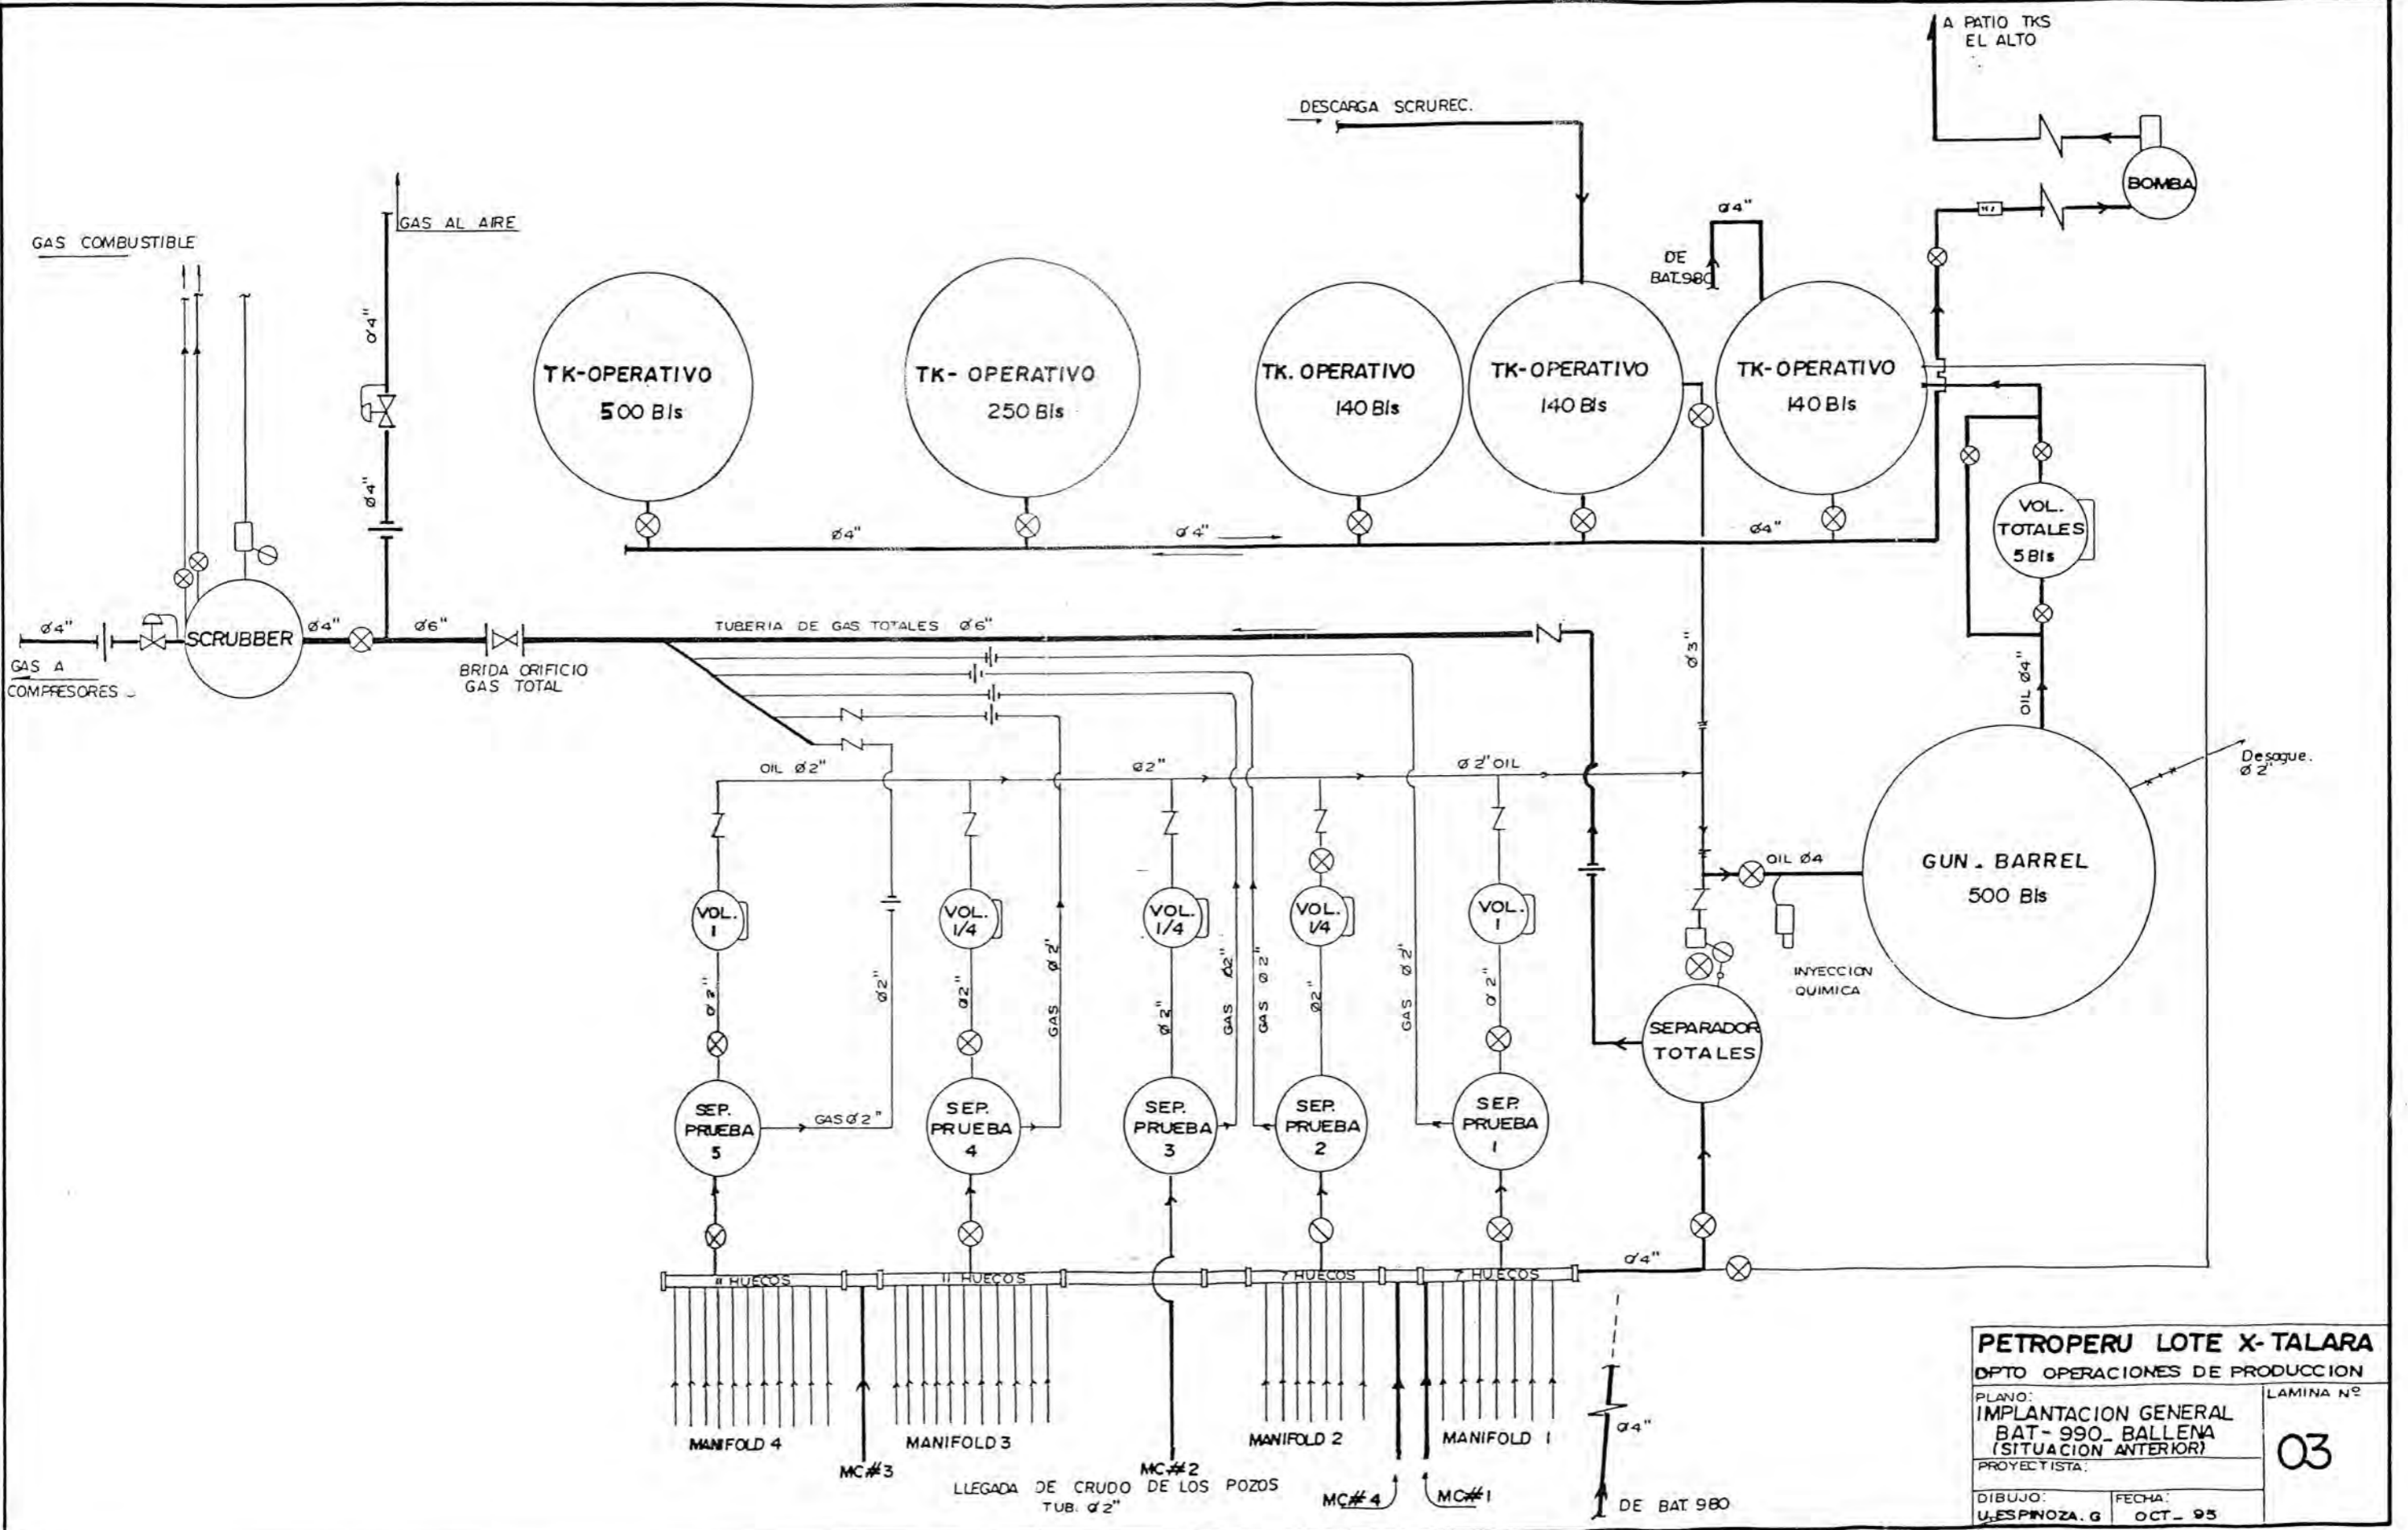 A PATIO TKS
EL ALTO
DESCARGA SCRUREC.
BOMBA
GAS AL AIRE
GAS COMBUSTIBLE
Ø4"
DE
BAT.980
Ø4"
TK-OPERATIVO
500 Bls
TK- OPERATIVO
250 Bls
TK. OPERATIVO
140 Bls
TK-OPERATIVO
140 Bls
TK-OPERATIVO
140 Bls
Ø4"
Ø4"
Ø4"
Ø4"
VOL.
TOTALES
5 Bls
Ø4"
GAS A
COMPRESORES
SCRUBBER
Ø4"
Ø6"
BRIDA ORIFICIO
GAS TOTAL
TUBERIA DE GAS TOTALES Ø6"
Ø3"
OIL Ø4"
Desague.
Ø2"
OIL Ø2"
Ø2"
Ø2" OIL
OIL Ø4
GUN. BARREL
500 Bls
INYECCION
QUIMICA
VOL.
1
VOL.
1/4
VOL.
1/4
VOL.
1/4
VOL.
1
Ø2"
Ø2"
Ø2"
GAS Ø2"
Ø2"
GAS Ø2"
GAS Ø2"
Ø2"
GAS Ø2"
Ø2"
SEPARADOR
TOTALES
SEP.
PRUEBA
5
GAS Ø2"
SEP.
PRUEBA
4
SEP.
PRUEBA
3
SEP.
PRUEBA
2
SEP.
PRUEBA
1
Ø4"
11 HUECOS
11 HUECOS
7 HUECOS
7 HUECOS
MANIFOLD 4
MANIFOLD 3
MANIFOLD 2
MANIFOLD 1
Ø4"
MC#3
MC#2
MC#4
MC#1
LLEGADA DE CRUDO DE LOS POZOS
TUB. Ø2"
DE BAT 980
PETROPERU LOTE X-TALARA
DPTO OPERACIONES DE PRODUCCION
PLANO:
IMPLANTACION GENERAL
BAT-990_BALLENA
(SITUACION ANTERIOR)
LAMINA Nº
03
PROYECTISTA:
DIBUJO:
U.ESPINOZA.G
FECHA:
OCT_95